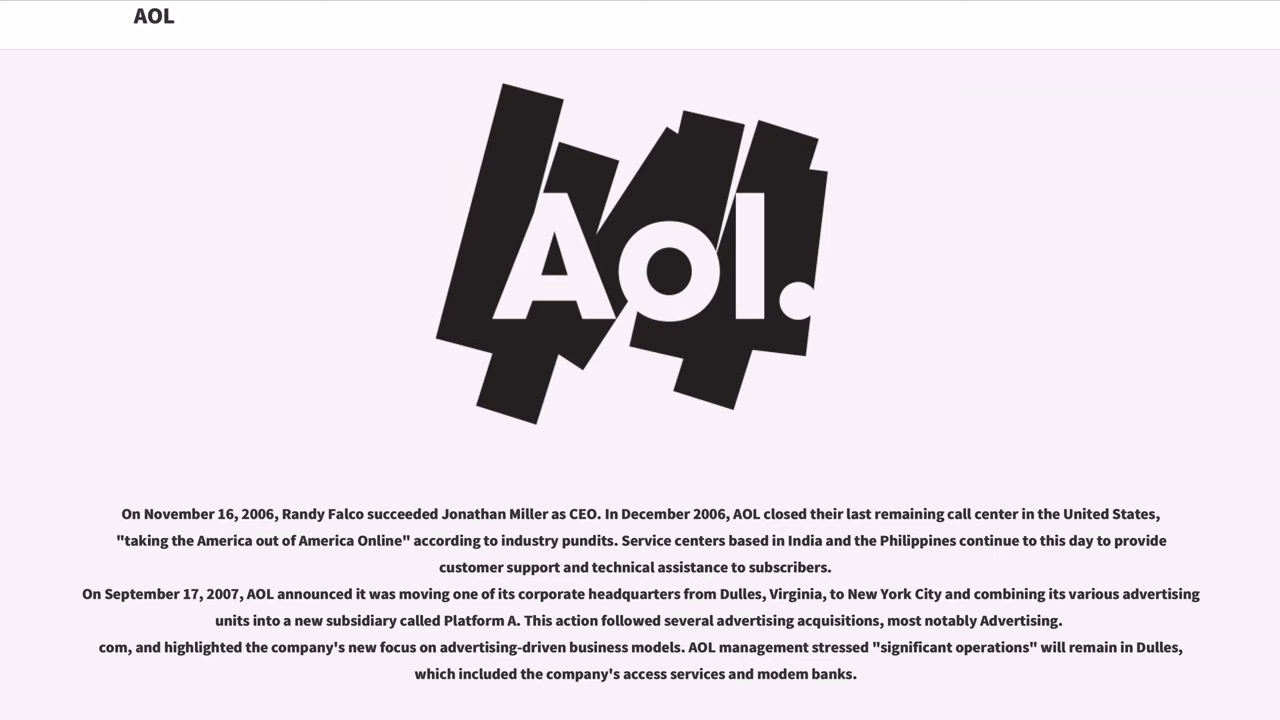 AOL
Aol.
On November 16, 2006, Randy Falco succeeded Jonathan Miller as CEO. In December 2006, AOL closed their last remaining call center in the United States,
"taking the America out of America Online" according to industry pundits. Service centers based in India and the Philippines continue to this day to provide
customer support and technical assistance to subscribers.
On September 17, 2007, AOL announced it was moving one of its corporate headquarters from Dulles, Virginia, to New York City and combining its various advertising
units into a new subsidiary called Platform A. This action followed several advertising acquisitions, most notably Advertising.
com, and highlighted the company's new focus on advertising-driven business models. AOL management stressed "significant operations" will remain in Dulles,
which included the company's access services and modem banks.